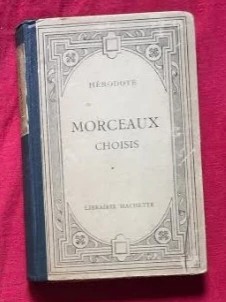 HÉRODOTE
MORCEAUX
CHOISIS
LIBRAIRIE HACHETTE